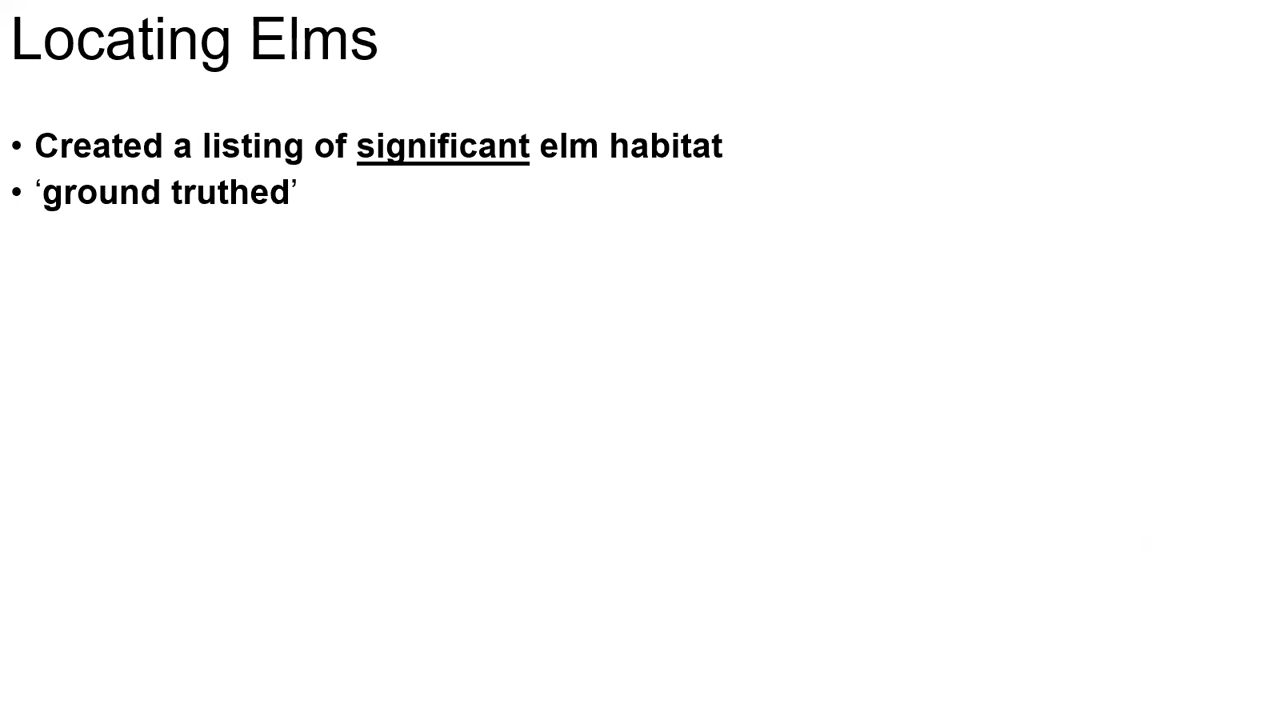 Locating Elms
• Created a listing of significant elm habitat
• ‘ground truthed’